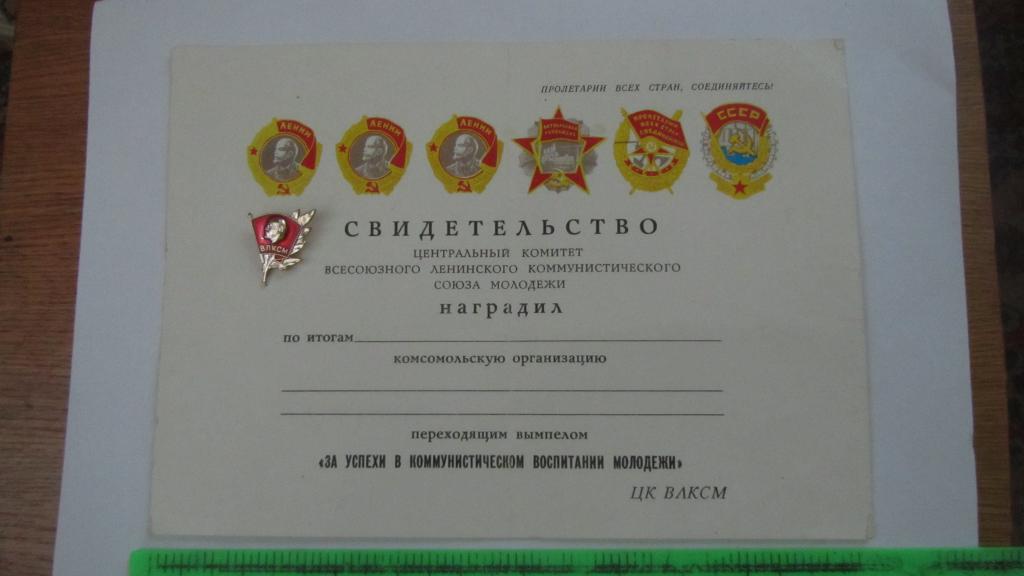 ПРОЛЕТАРИИ ВСЕХ СТРАН, СОЕДИНЯЙТЕСЬ!
ЛЕНИН
ЛЕНИН
ЛЕНИН
СССР
СВИДЕТЕЛЬСТВО
ВЛКСМ
ЦЕНТРАЛЬНЫЙ КОМИТЕТ
ВСЕСОЮЗНОГО ЛЕНИНСКОГО КОММУНИСТИЧЕСКОГО
СОЮЗА МОЛОДЕЖИ
наградил
по итогам
комсомольскую организацию
переходящим вымпелом
«ЗА УСПЕХИ В КОММУНИСТИЧЕСКОМ ВОСПИТАНИИ МОЛОДЕЖИ»
ЦК ВЛКСМ